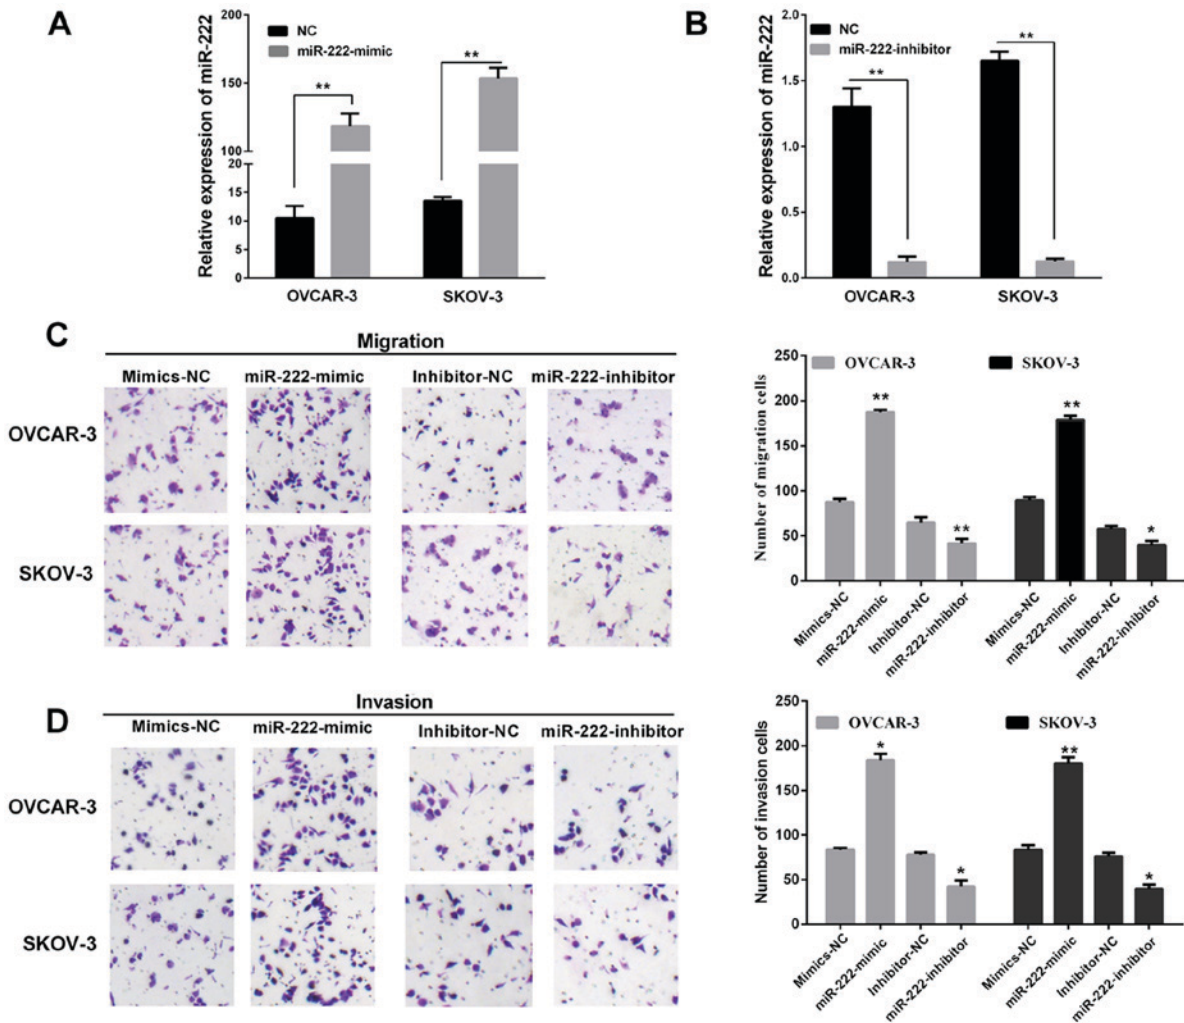 A
Relative expression of miR-222
200
150
100
20
15
10
5
0
NC
miR-222-mimic
**
**
OVCAR-3
SKOV-3
B
Relative expression of miR-222
2.0
1.5
1.0
0.5
0.0
NC
miR-222-inhibitor
**
**
OVCAR-3
SKOV-3
C
Migration
Mimics-NC
miR-222-mimic
Inhibitor-NC
miR-222-inhibitor
OVCAR-3
SKOV-3
Number of migration cells
250
200
150
100
50
0
OVCAR-3
SKOV-3
**
**
**
*
Mimics-NC
miR-222-mimic
Inhibitor-NC
miR-222-inhibitor
Mimics-NC
miR-222-mimic
Inhibitor-NC
miR-222-inhibitor
D
Invasion
Mimics-NC
miR-222-mimic
Inhibitor-NC
miR-222-inhibitor
OVCAR-3
SKOV-3
Number of invasion cells
250
200
150
100
50
0
OVCAR-3
SKOV-3
*
*
**
*
Mimics-NC
miR-222-mimic
Inhibitor-NC
miR-222-inhibitor
Mimics-NC
miR-222-mimic
Inhibitor-NC
miR-222-inhibitor